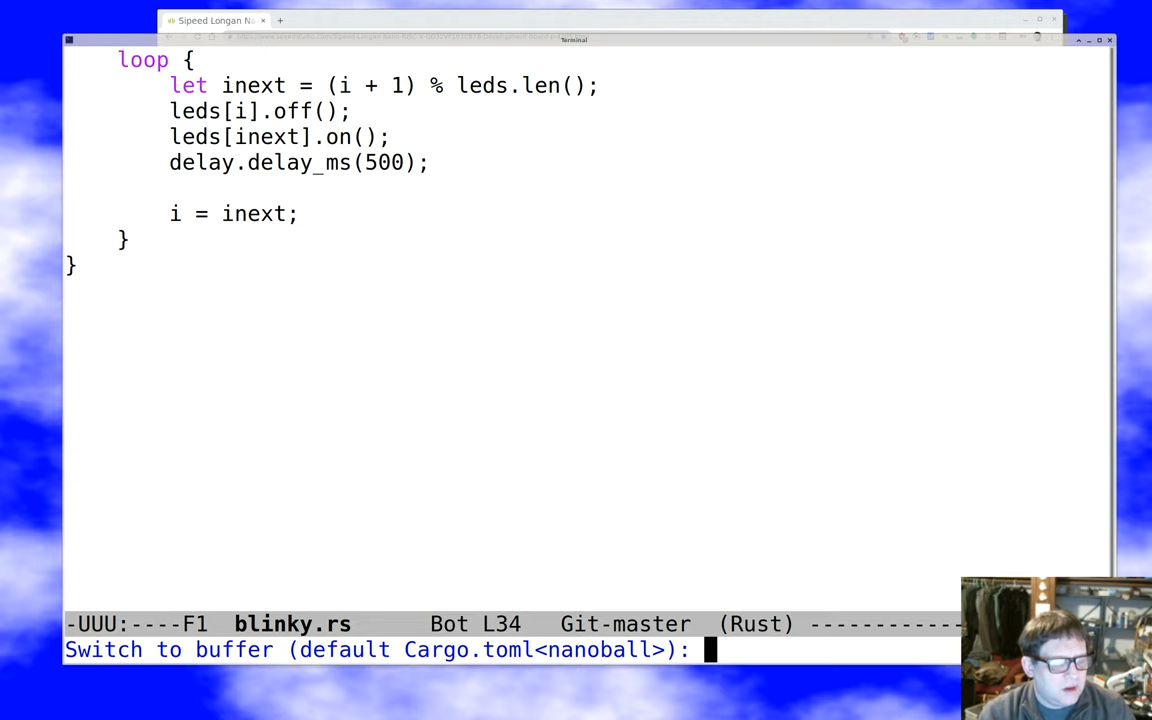 Sipeed Longan Na
Terminal
loop {
let inext = (i + 1) % leds.len();
leds[i].off();
leds[inext].on();
delay.delay_ms(500);
i = inext;
}
}
-UUU:----F1 blinky.rs Bot L34 Git-master (Rust) ------------
Switch to buffer (default Cargo.toml<nanoball>):